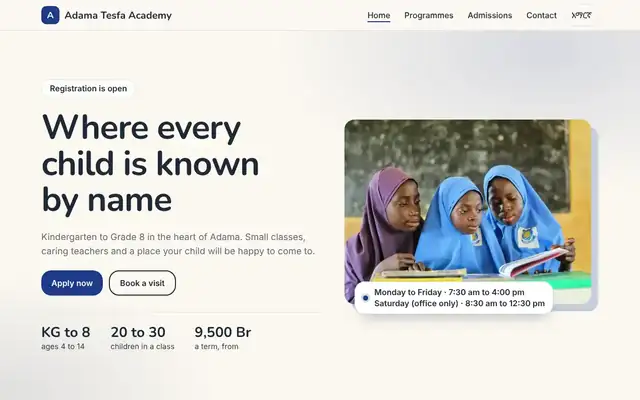 A Adama Tesfa Academy
Home Programmes Admissions Contact አማርኛ
Registration is open
Where every
child is known
by name
Kindergarten to Grade 8 in the heart of Adama. Small classes,
caring teachers and a place your child will be happy to come to.
Apply now Book a visit
KG to 8 20 to 30 9,500 Br
ages 4 to 14 children in a class a term, from
Monday to Friday · 7:30 am to 4:00 pm
Saturday (office only) · 8:30 am to 12:30 pm